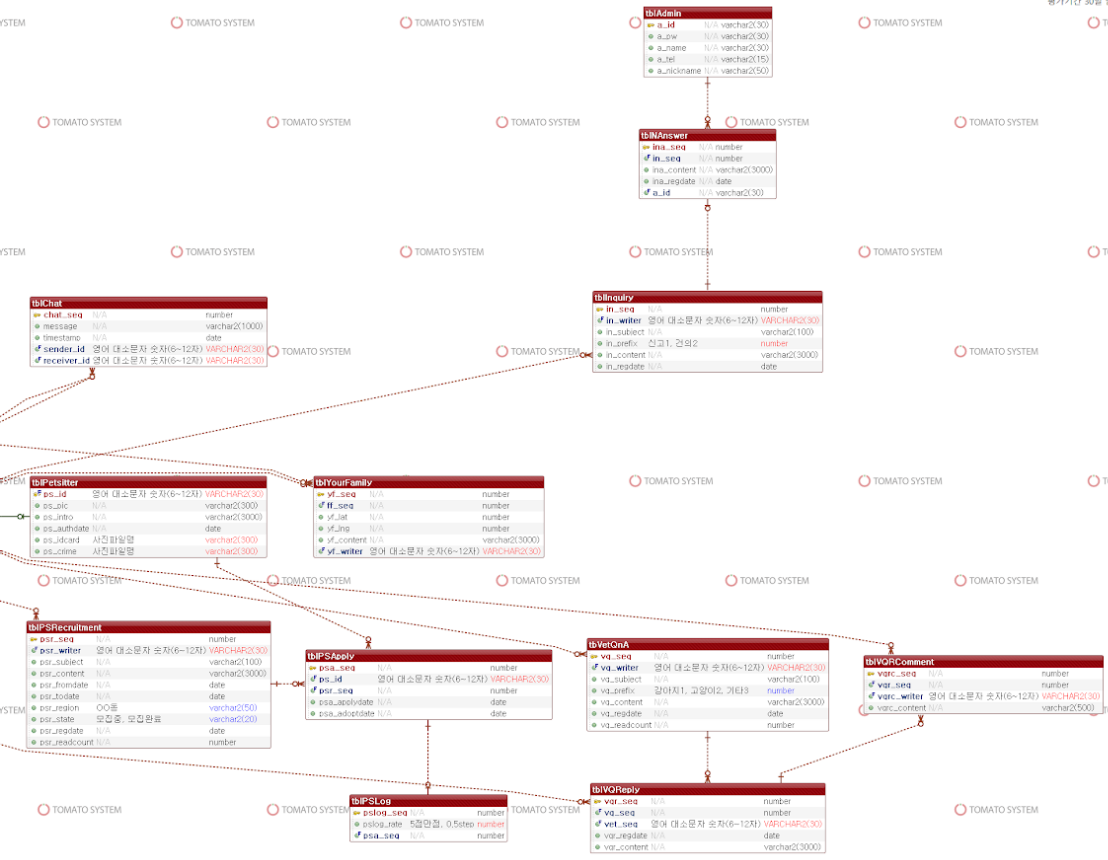 평가기간 30일
TOMATO SYSTEM
tblAdmin
a_id N/A varchar2(30)
a_pw N/A varchar2(30)
a_name N/A varchar2(30)
a_tel N/A varchar2(15)
a_nickname N/A varchar2(50)
tblINAnswer
ina_seq N/A number
in_seq N/A number
ina_content N/A varchar2(3000)
ina_regdate N/A date
a_id N/A varchar2(30)
tblInquiry
in_seq N/A number
in_writer 영어 대소문자 숫자(6~12자) VARCHAR2(30)
in_subject N/A varchar2(100)
in_prefix 신고1, 건의2 number
in_content N/A varchar2(3000)
in_regdate N/A date
tblChat
chat_seq N/A number
message N/A varchar2(1000)
timestamp N/A date
sender_id 영어 대소문자 숫자(6~12자) VARCHAR2(30)
receiver_id 영어 대소문자 숫자(6~12자) VARCHAR2(30)
tblPetsitter
ps_id 영어 대소문자 숫자(6~12자) VARCHAR2(30)
ps_pic N/A varchar2(300)
ps_intro N/A varchar2(3000)
ps_authdate N/A date
ps_idcard 사진파일명 varchar2(300)
ps_crime 사진파일명 varchar2(300)
tblYourFamily
yf_seq N/A number
ff_seq N/A number
yf_lat N/A number
yf_lng N/A number
yf_content N/A varchar2(3000)
yf_writer 영어 대소문자 숫자(6~12자) VARCHAR2(30)
tblPSRecruitment
psr_seq N/A number
psr_writer 영어 대소문자 숫자(6~12자) VARCHAR2(30)
psr_subject N/A varchar2(100)
psr_content N/A varchar2(3000)
psr_fromdate N/A date
psr_todate N/A date
psr_region OO동 varchar2(50)
psr_state 모집중, 모집완료 varchar2(20)
psr_regdate N/A date
psr_readcount N/A number
tblPSApply
psa_seq N/A number
ps_id 영어 대소문자 숫자(6~12자) VARCHAR2(30)
psr_seq N/A number
psa_applydate N/A date
psa_adoptdate N/A date
tblVetQnA
vq_seq N/A number
vq_writer 영어 대소문자 숫자(6~12자) VARCHAR2(30)
vq_subject N/A varchar2(100)
vq_prefix 강아지1, 고양이2, 기타3 number
vq_content N/A varchar2(3000)
vq_regdate N/A date
vq_readcount N/A number
tblVQRComment
vqrc_seq N/A number
vqr_seq N/A number
vqrc_writer 영어 대소문자 숫자(6~12자) VARCHAR2(30)
vqrc_content N/A varchar2(500)
tblPSLog
pslog_seq N/A number
pslog_rate 5점만점, 0.5step number
psa_seq N/A number
tblVQReply
vqr_seq N/A number
vq_seq N/A number
vet_seq 영어 대소문자 숫자(6~12자) VARCHAR2(30)
vqr_regdate N/A date
vqr_content N/A varchar2(3000)